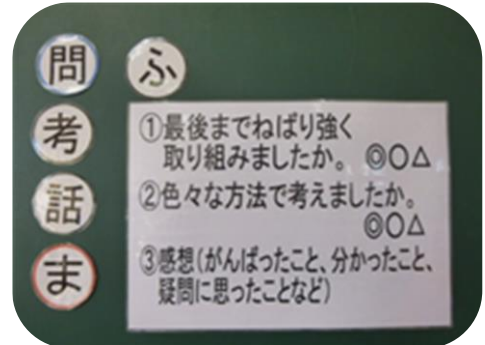 問
考
話
ま
ふ
①最後までねばり強く
取り組みましたか。 ◎○△
②色々な方法で考えましたか。
◎○△
③感想(がんばったこと、分かったこと、
疑問に思ったことなど)